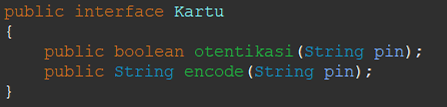 public interface Kartu
{
    public boolean otentikasi(String pin);
    public String encode(String pin);
}